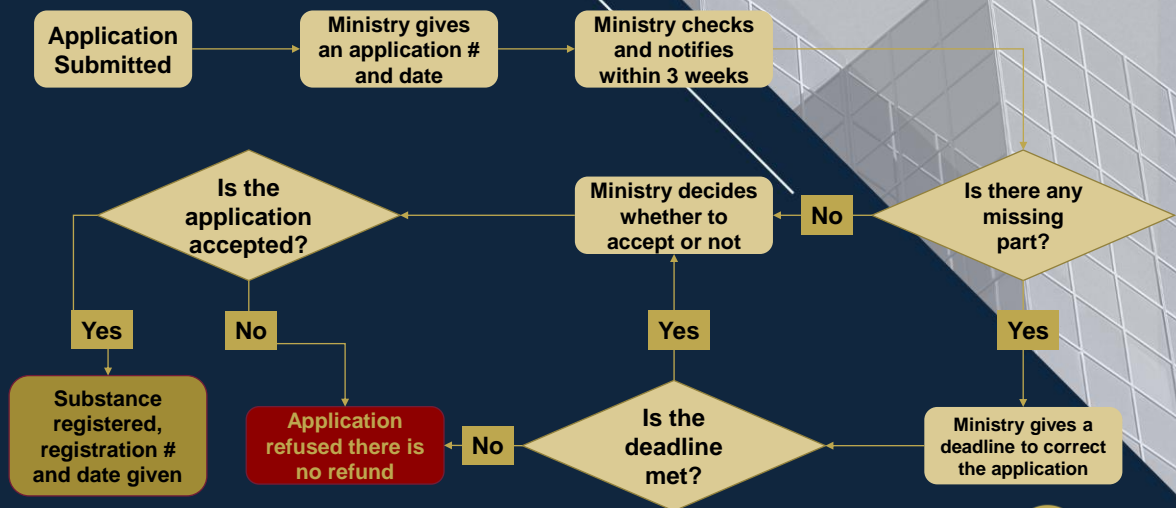 Application
Submitted
Ministry gives
an application #
and date
Ministry checks
and notifies
within 3 weeks
Is the
application
accepted?
Ministry decides
whether to
accept or not
No
Is there any
missing
part?
Yes
No
Yes
Yes
Substance
registered,
registration #
and date given
Application
refused there is
no refund
No
Is the
deadline
met?
Ministry gives a
deadline to correct
the application